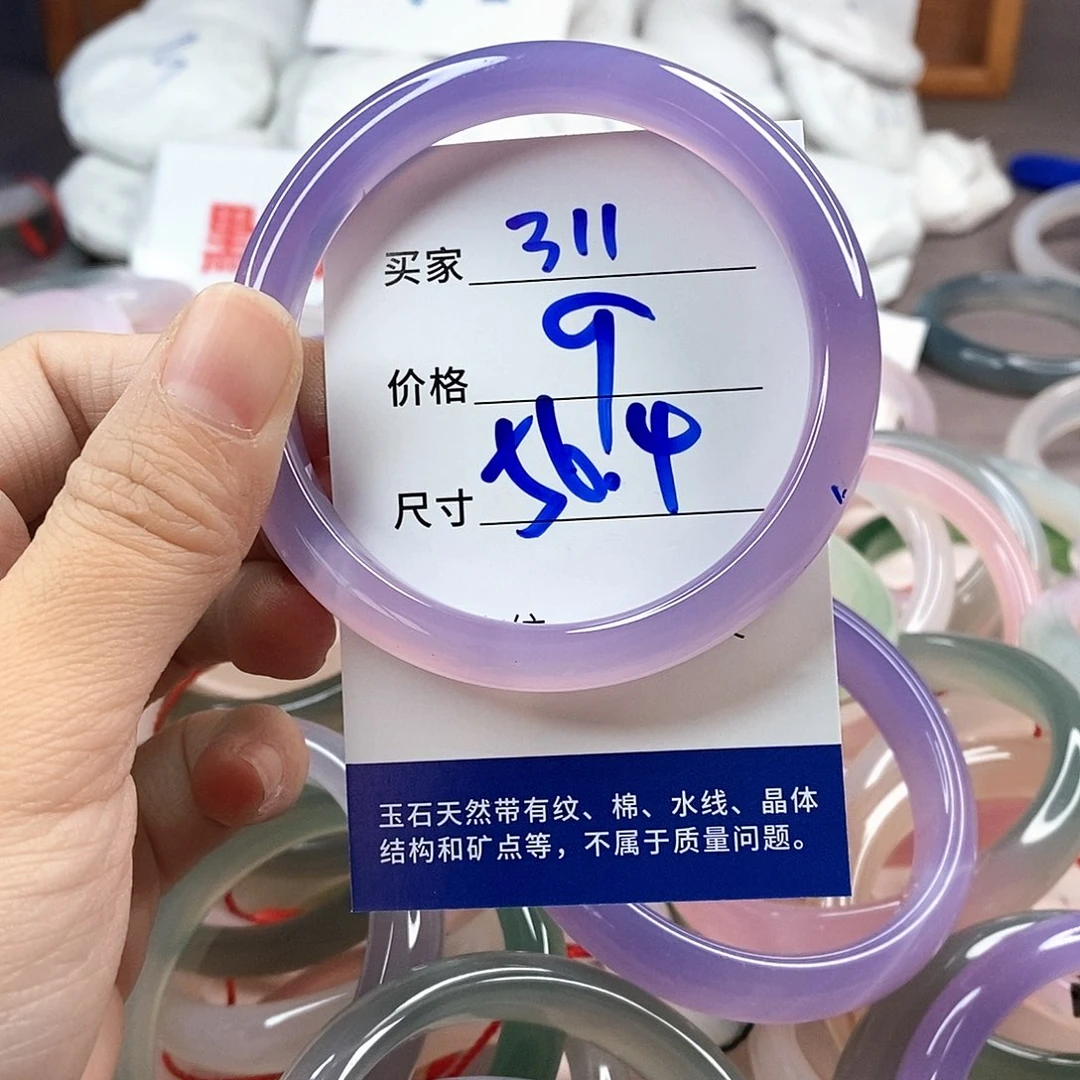 买家 311
价格 9
尺寸 56.4
玉石天然带有纹、棉、水线、晶体
结构和矿点等，不属于质量问题。